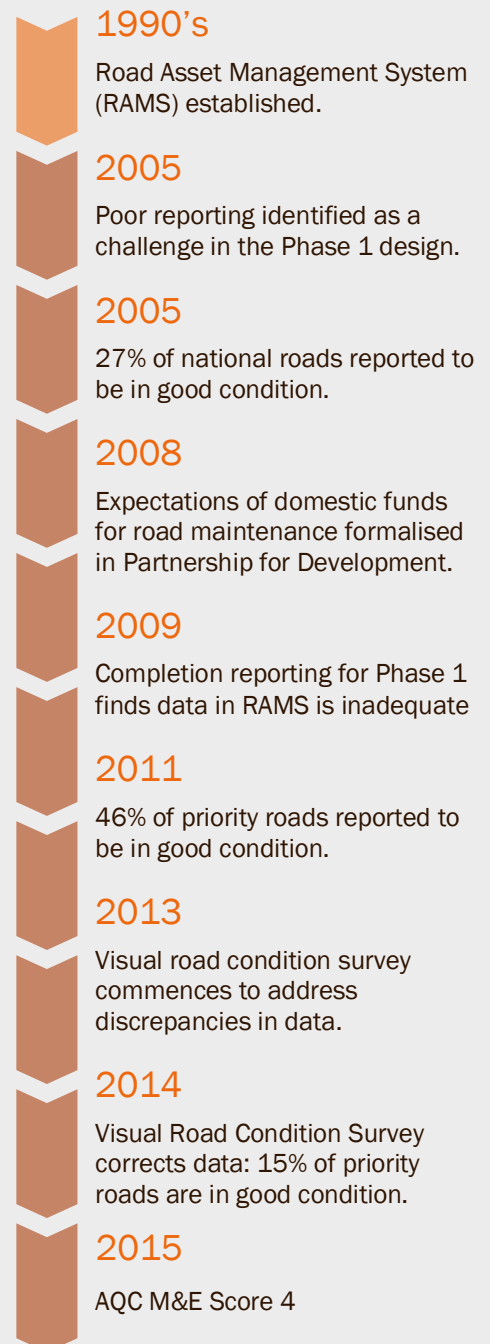 1990’s
Road Asset Management System
(RAMS) established.
2005
Poor reporting identified as a
challenge in the Phase 1 design.
2005
27% of national roads reported to
be in good condition.
2008
Expectations of domestic funds
for road maintenance formalised
in Partnership for Development.
2009
Completion reporting for Phase 1
finds data in RAMS is inadequate
2011
46% of priority roads reported to
be in good condition.
2013
Visual road condition survey
commences to address
discrepancies in data.
2014
Visual Road Condition Survey
corrects data: 15% of priority
roads are in good condition.
2015
AQC M&E Score 4